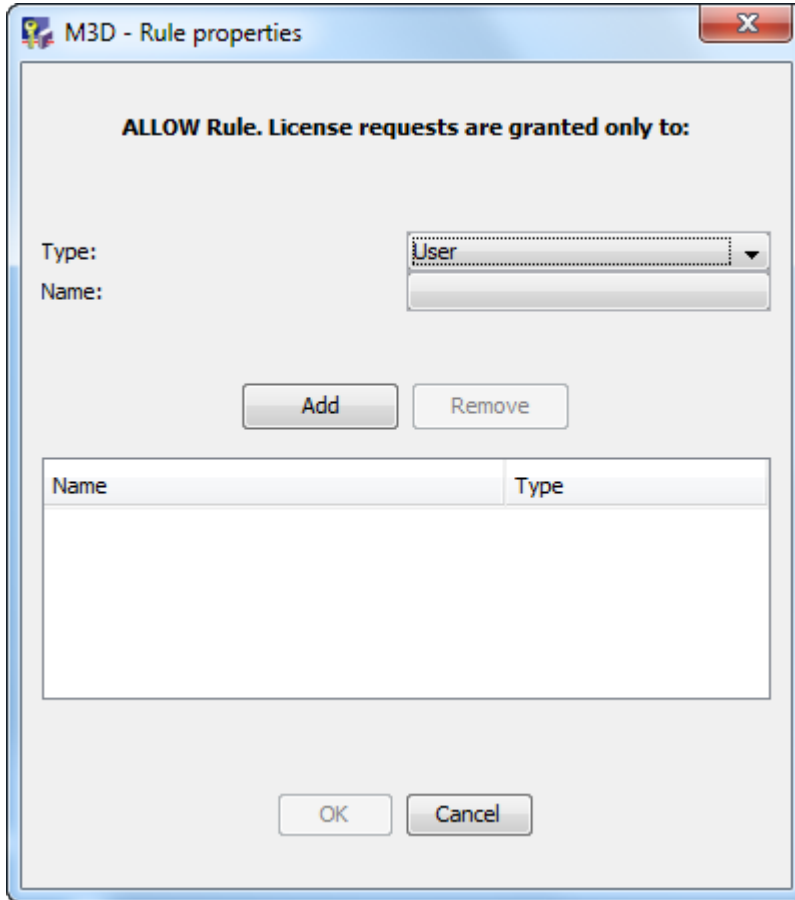 M3D - Rule properties
ALLOW Rule. License requests are granted only to:
Type:
User
Name:
Add Remove
Name Type
OK Cancel